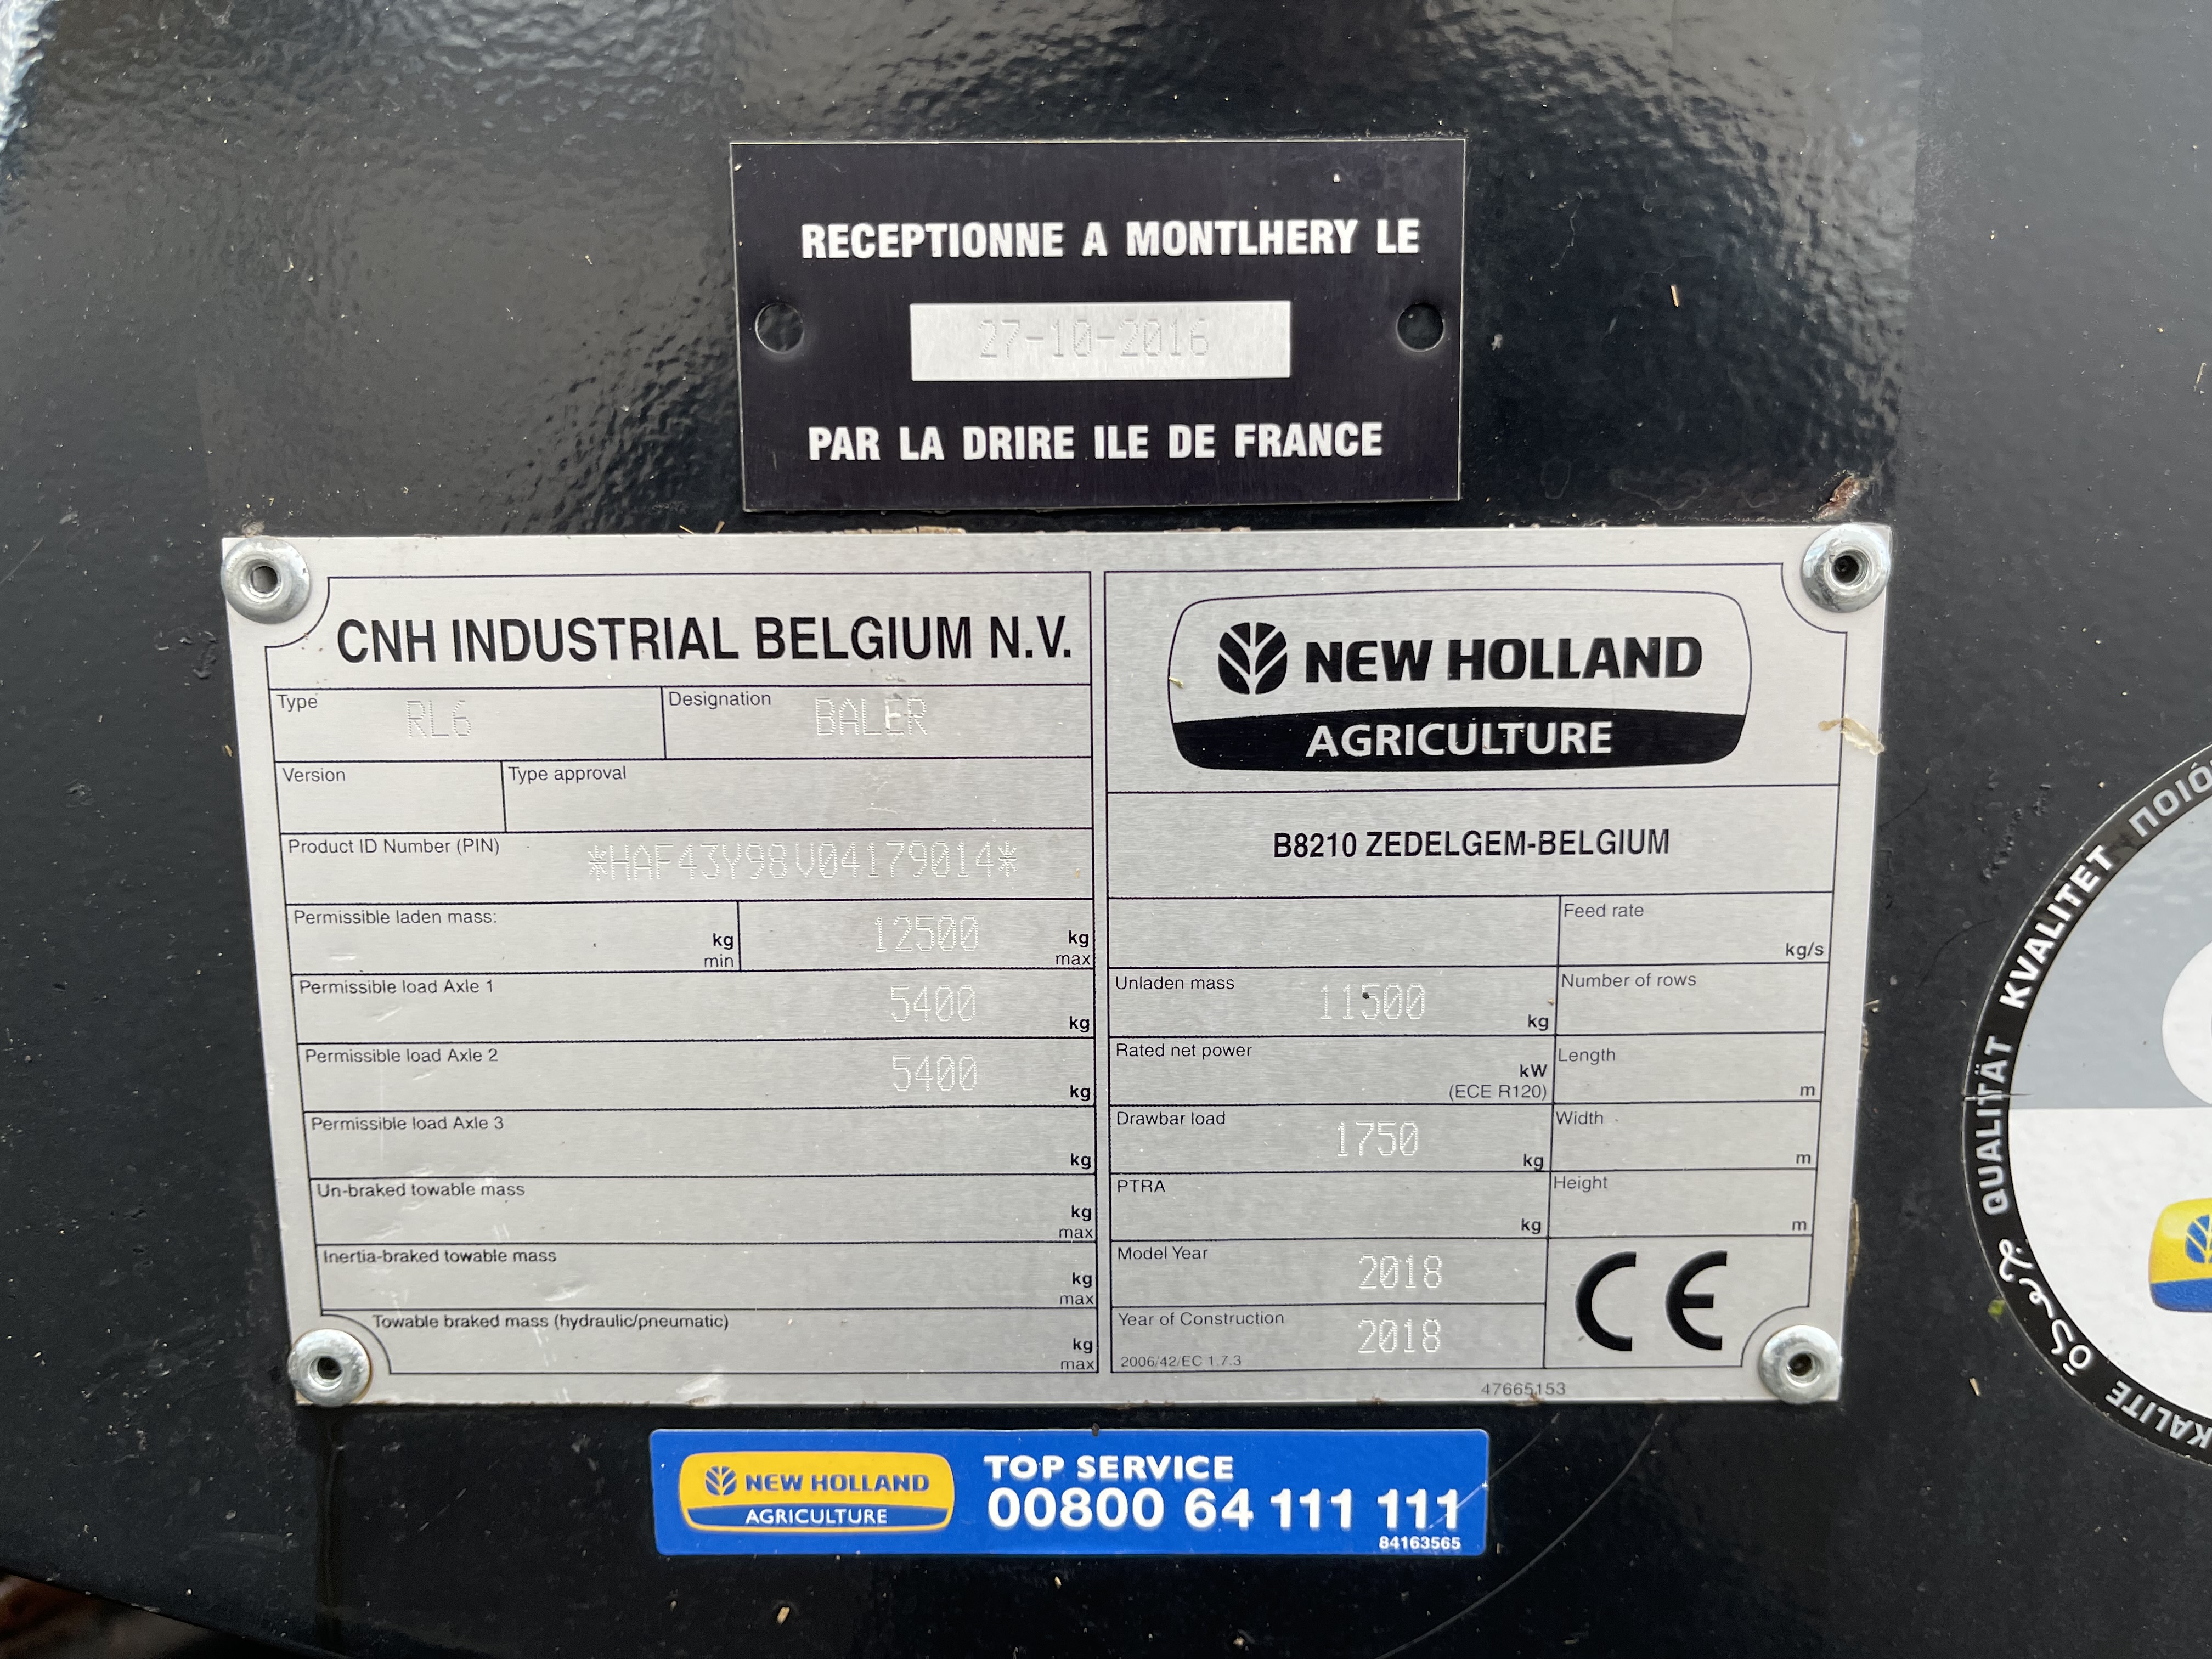 RECEPTIONNE A MONTLHERY LE
27-10-2016
PAR LA DRIRE ILE DE FRANCE
CNH INDUSTRIAL BELGIUM N.V.
Type RL6
Designation BALER
Version
Type approval
Product ID Number (PIN) *HAF43Y98V04179014*
Permissible laden mass: kg min 12500 kg max
Permissible load Axle 1 5400 kg
Permissible load Axle 2 5400 kg
Permissible load Axle 3 kg
Un-braked towable mass kg max
Inertia-braked towable mass kg max
Towable braked mass (hydraulic/pneumatic) kg max
NEW HOLLAND
AGRICULTURE
B8210 ZEDELGEM-BELGIUM
Feed rate kg/s
Unladen mass 11500 kg
Number of rows
Rated net power kW (ECE R120)
Length m
Drawbar load 1750 kg
Width m
PTRA kg
Height m
Model Year 2018
Year of Construction 2018
2006/42/EC 1.7.3
CE
47665153
NEW HOLLAND
AGRICULTURE
TOP SERVICE
00800 64 111 111
84163565
QUALITÄT KVALITET
KALITE